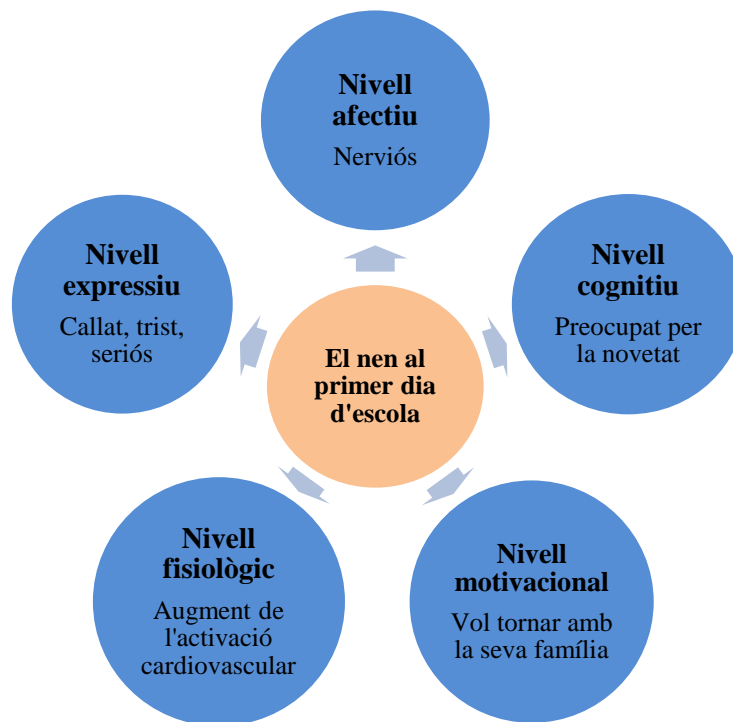 Nivell
afectiu
Nerviós
Nivell
expressiu
Callat, trist,
seriós
Nivell
cognitiu
Preocupat per
la novetat
El nen al
primer dia
d'escola
Nivell
fisiològic
Augment de
l'activació
cardiovascular
Nivell
motivacional
Vol tornar amb
la seva família